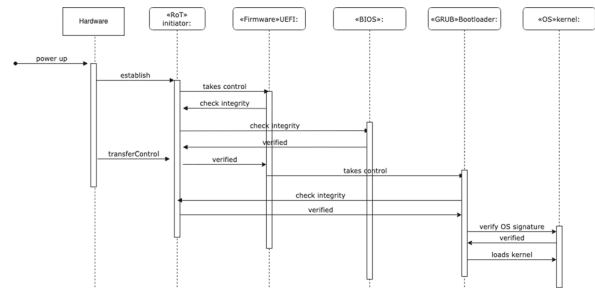 Hardware
«RoT»
initiator:
«Firmware»UEFI:
«BIOS»:
«GRUB»Bootloader:
«OS»kernel:
power up
establish
takes control
check integrity
check integrity
verified
transferControl
verified
takes control
check integrity
verified
verify OS signature
verified
loads kernel